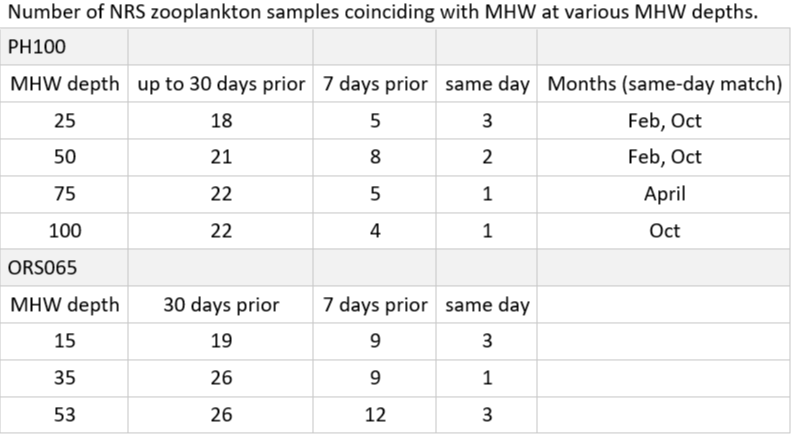 Number of NRS zooplankton samples coinciding with MHW at various MHW depths.
PH100
MHW depth up to 30 days prior 7 days prior same day Months (same-day match)
25 18 5 3 Feb, Oct
50 21 8 2 Feb, Oct
75 22 5 1 April
100 22 4 1 Oct
ORS065
MHW depth 30 days prior 7 days prior same day
15 19 9 3
35 26 9 1
53 26 12 3